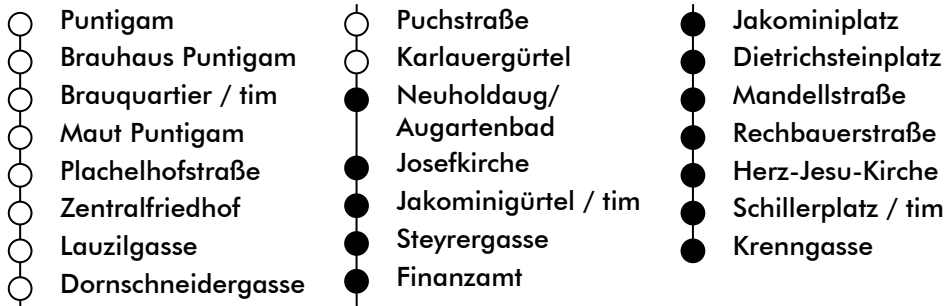 Puntigam
Brauhaus Puntigam
Brauquartier / tim
Maut Puntigam
Plachelhofstraße
Zentralfriedhof
Lauzilgasse
Dornschneidergasse
Puchstraße
Karlauergürtel
Neuholdaug/
Augartenbad
Josefkirche
Jakominigürtel / tim
Steyrergasse
Finanzamt
Jakominiplatz
Dietrichsteinplatz
Mandellstraße
Rechbauerstraße
Herz-Jesu-Kirche
Schillerplatz / tim
Krenngasse